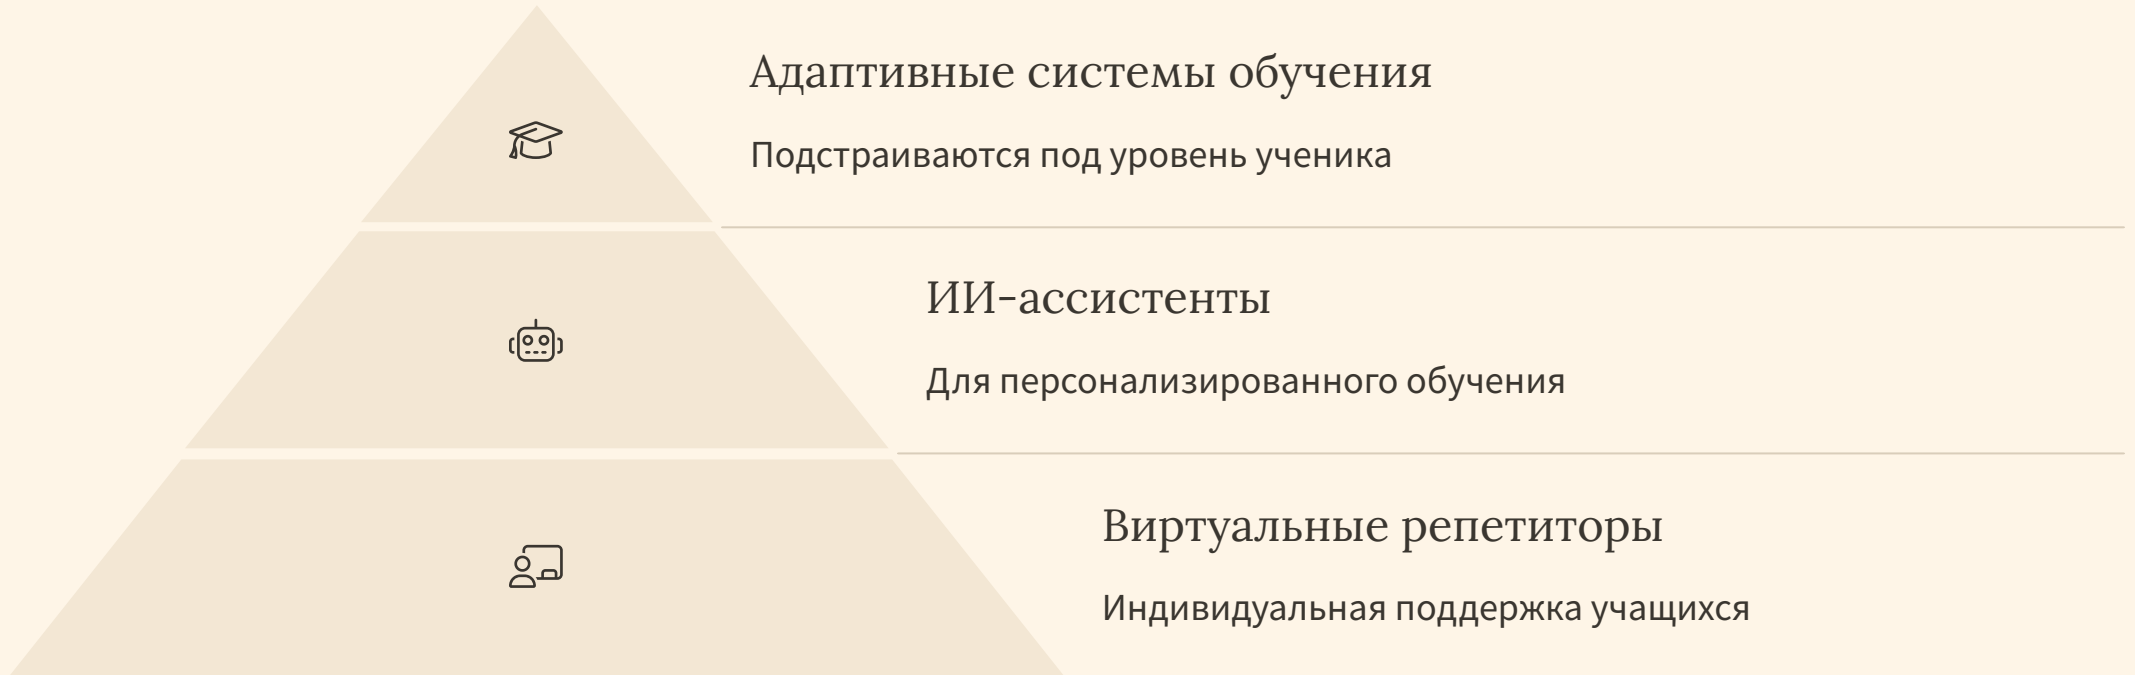 Адаптивные системы обучения
Подстраиваются под уровень ученика
ИИ-ассистенты
Для персонализированного обучения
Виртуальные репетиторы
Индивидуальная поддержка учащихся